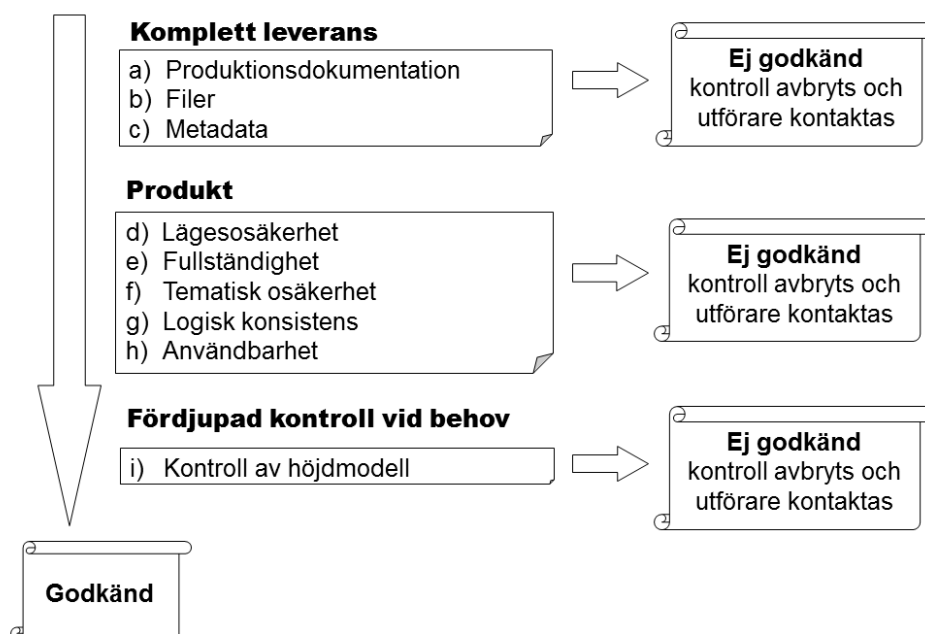 Komplett leverans
a) Produktionsdokumentation
b) Filer
c) Metadata
Ej godkänd
kontroll avbryts och
utförare kontaktas
Produkt
d) Lägesosäkerhet
e) Fullständighet
f) Tematisk osäkerhet
g) Logisk konsistens
h) Användbarhet
Ej godkänd
kontroll avbryts och
utförare kontaktas
Fördjupad kontroll vid behov
i) Kontroll av höjdmodell
Ej godkänd
kontroll avbryts och
utförare kontaktas
Godkänd